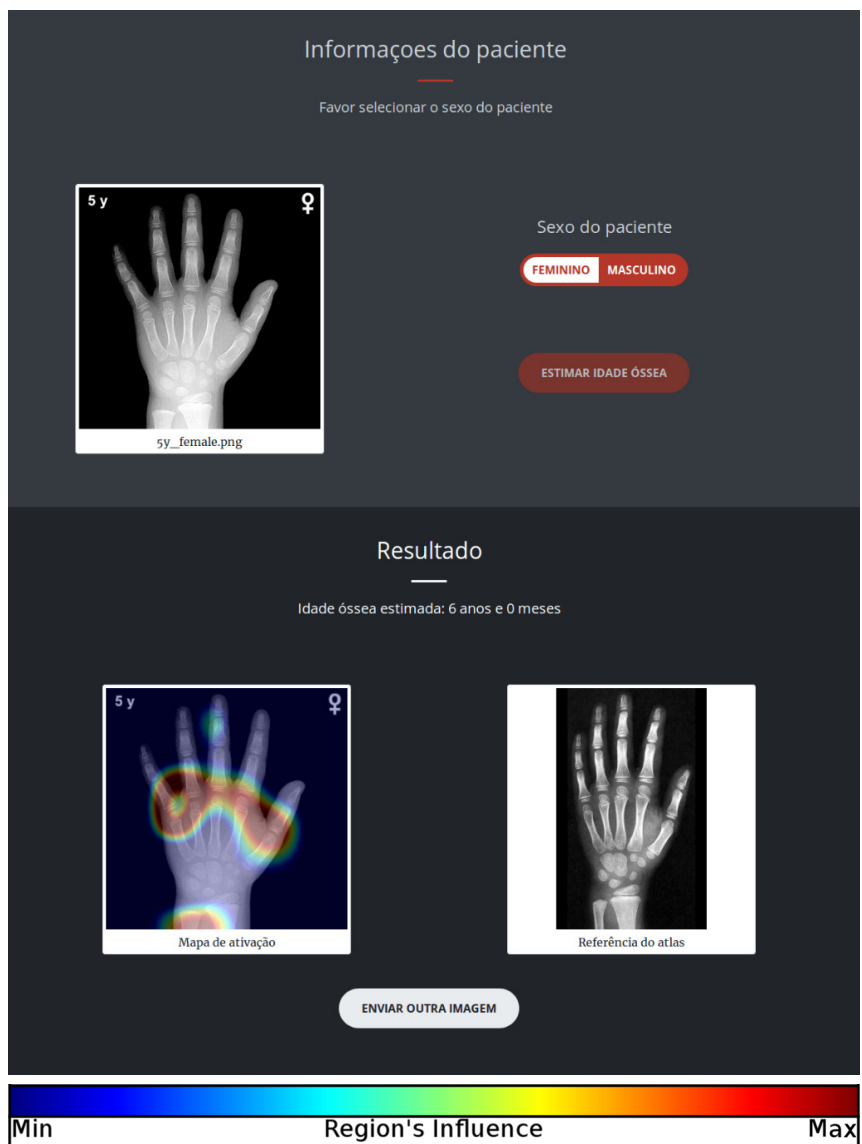 Informaçoes do paciente
Favor selecionar o sexo do paciente
5 y ♀
5y_female.png
Sexo do paciente
FEMININO MASCULINO
ESTIMAR IDADE ÓSSEA
Resultado
Idade óssea estimada: 6 anos e 0 meses
5 y ♀
Mapa de ativação
Referência do atlas
ENVIAR OUTRA IMAGEM
Min Region's Influence Max